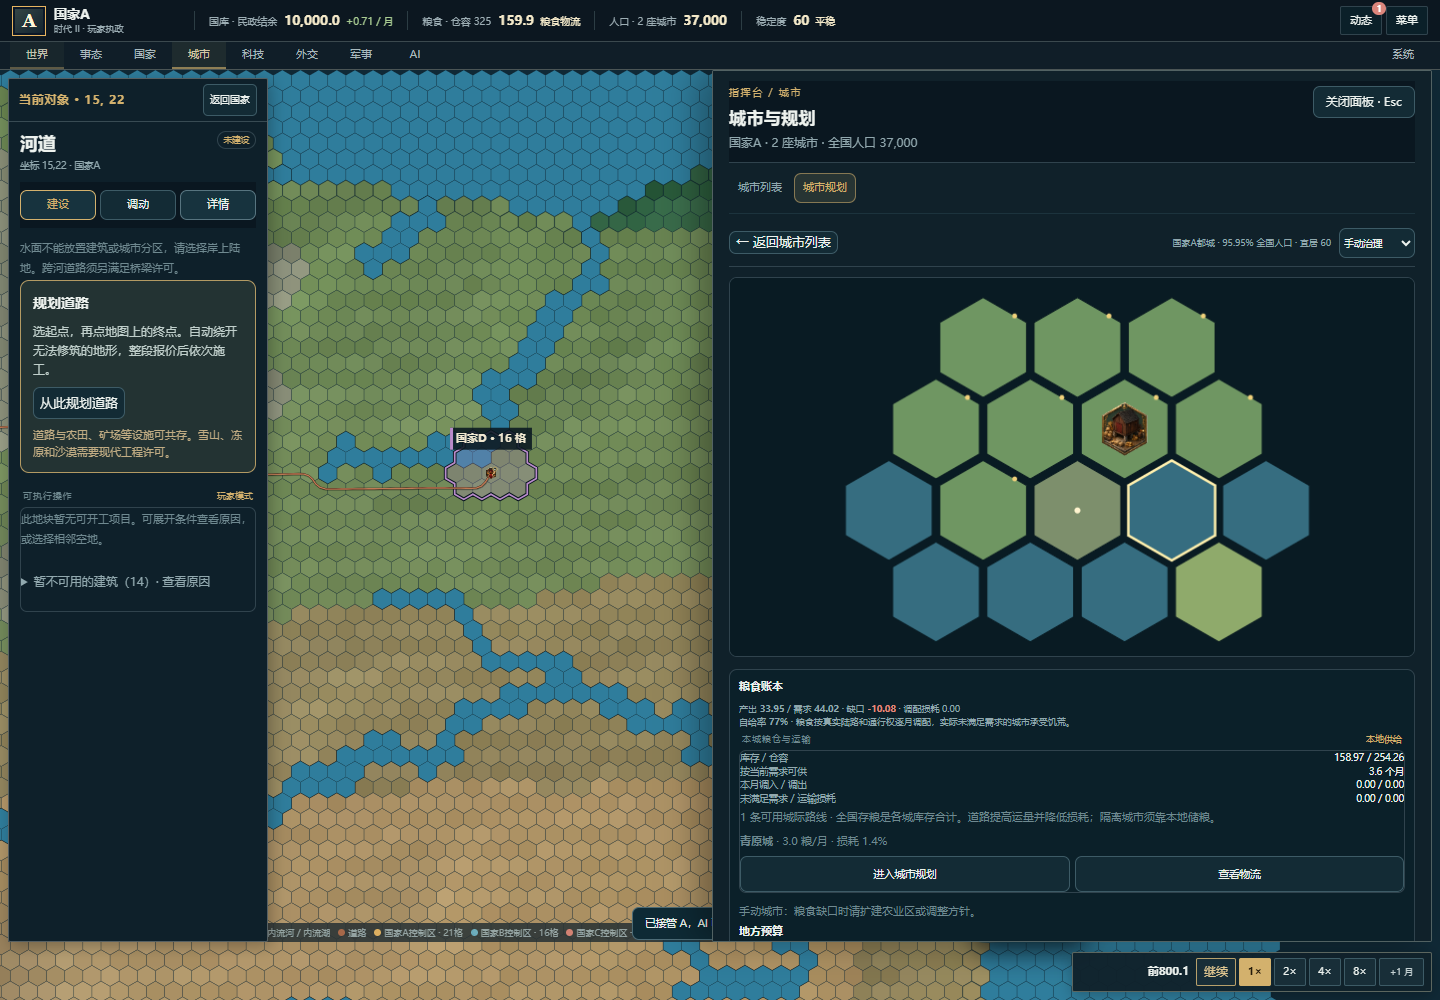 A
国家A
时代 II · 玩家执政
国库 · 民政结余 10,000.0 +0.71 / 月
粮食 · 仓容 325 159.9 粮食物流
人口 · 2 座城市 37,000
稳定度 60 平稳
动态 1
菜单
世界 事态 国家 城市 科技 外交 军事 AI 系统
当前对象 • 15, 22
返回国家
河道
未建设
坐标 15,22 · 国家A
建设
调动
详情
水面不能放置建筑或城市分区，请选择岸上陆
地。跨河道路须另满足桥梁许可。
规划道路
选起点，再点地图上的终点。自动绕开
无法修筑的地形，整段报价后依次施
工。
从此规划道路
道路与农田、矿场等设施可共存。雪山、冻
原和沙漠需要现代工程许可。
可执行操作
玩家模式
此地块暂无可开工项目。可展开条件查看原因，
或选择相邻空地。
▶ 暂不可用的建筑（14）· 查看原因
国家D • 16 格
内流河 / 内流湖 道路 国家A控制区 · 21格 国家B控制区 · 16格 国家C控制区 ·
已接管 A，AI
指挥台 / 城市
城市与规划
国家A · 2 座城市 · 全国人口 37,000
关闭面板 · Esc
城市列表
城市规划
← 返回城市列表
国家A都城 · 95.95% 全国人口 · 宜居 60
手动治理
粮食账本
产出 33.95 / 需求 44.02 · 缺口 -10.08 · 调配损耗 0.00
自给率 77% · 粮食按真实陆路和通行权逐月调配，实际未满足需求的城市承受饥荒。
本城粮仓与运输
本地供给
库存 / 仓容
158.97 / 254.26
按当前需求可供
3.6 个月
本月调入 / 调出
0.00 / 0.00
未满足需求 / 运输损耗
0.00 / 0.00
1 条可用城际路线 · 全国存粮是各城库存合计。道路提高运量并降低损耗；隔离城市须靠本地储粮。
青原城 · 3.0 粮/月 · 损耗 1.4%
进入城市规划
查看物流
手动城市：粮食缺口时请扩建农业区或调整方针。
地方预算
前800.1
继续
1×
2×
4×
8×
+1 月